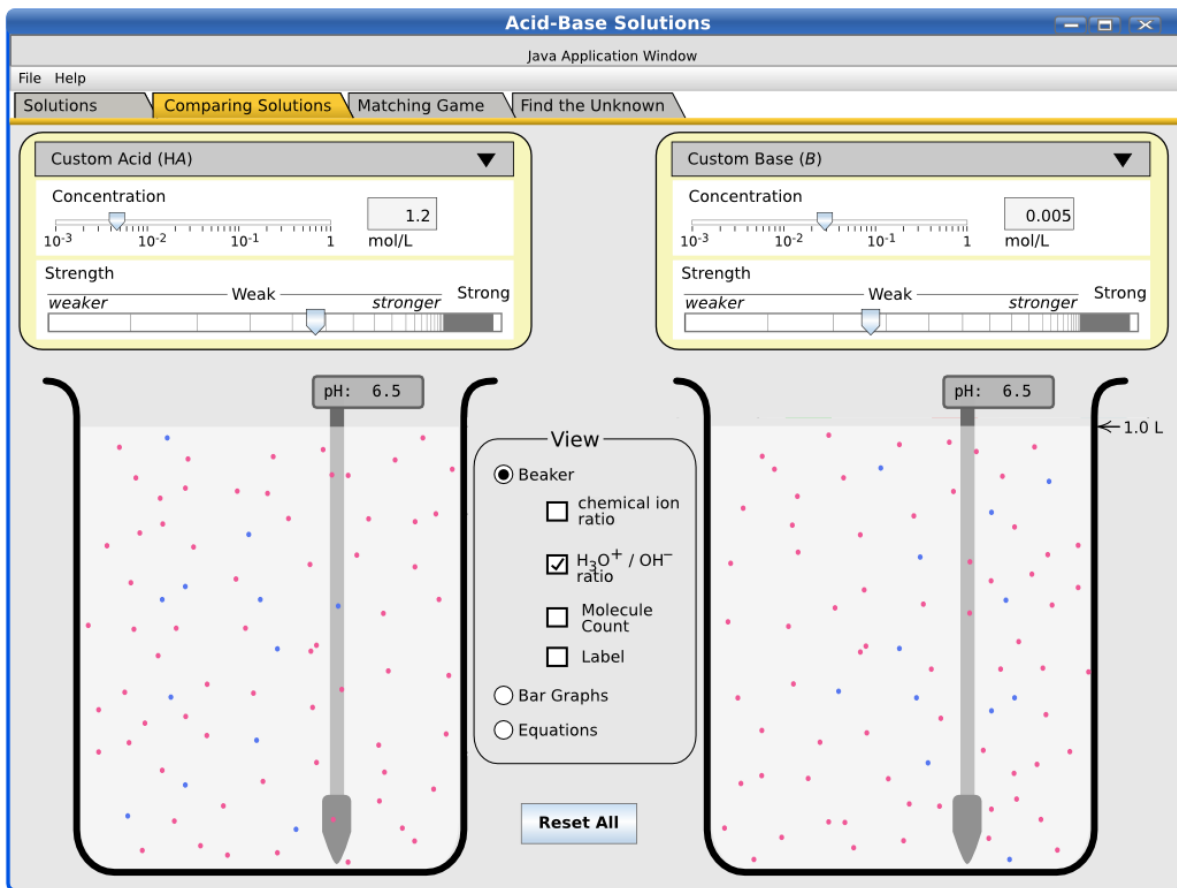 Acid-Base Solutions
Java Application Window
File Help
Solutions Comparing Solutions Matching Game Find the Unknown
Custom Acid (HA)
Concentration
1.2
10⁻³ 10⁻² 10⁻¹ 1 mol/L
Strength
Weak Strong
weaker stronger
Custom Base (B)
Concentration
0.005
10⁻³ 10⁻² 10⁻¹ 1 mol/L
Strength
Weak Strong
weaker stronger
pH: 6.5
pH: 6.5
1.0 L
View
Beaker
chemical ion
ratio
H₃O⁺ / OH⁻
ratio
Molecule
Count
Label
Bar Graphs
Equations
Reset All